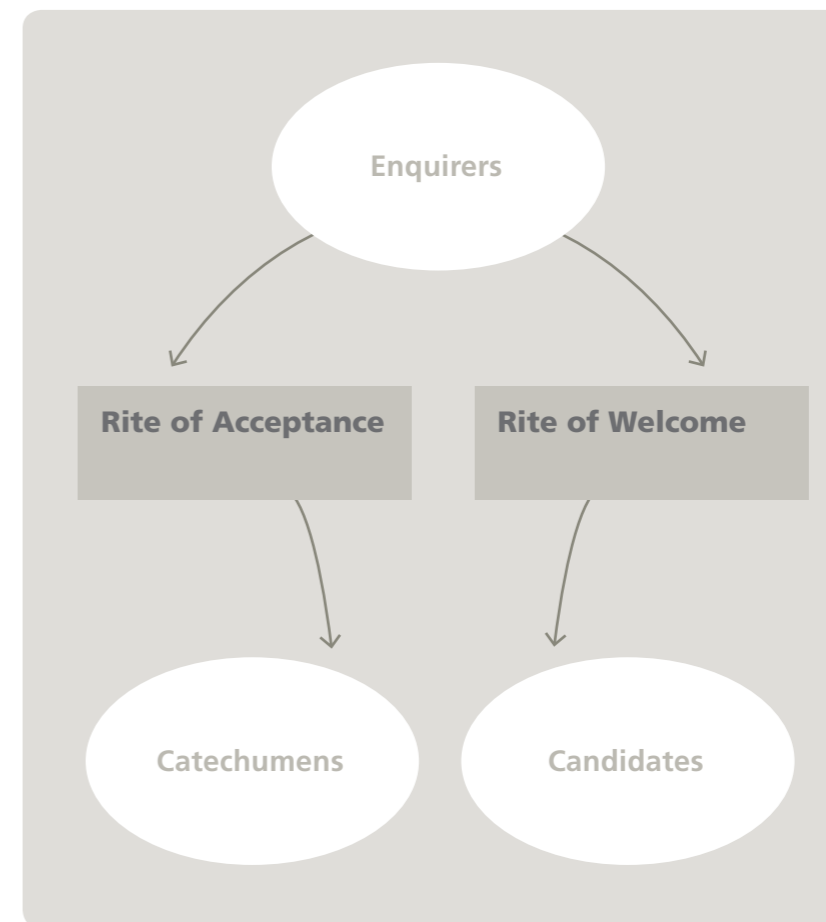 Enquirers
Rite of Acceptance
Rite of Welcome
Catechumens
Candidates